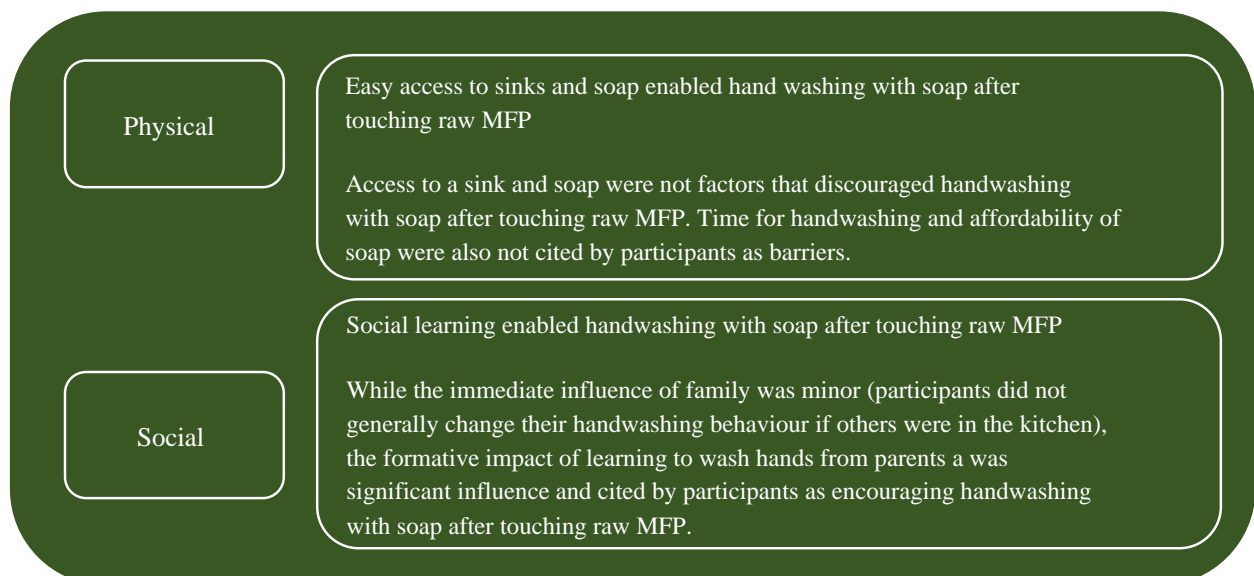 Physical
Easy access to sinks and soap enabled hand washing with soap after
touching raw MFP
Access to a sink and soap were not factors that discouraged handwashing
with soap after touching raw MFP. Time for handwashing and affordability of
soap were also not cited by participants as barriers.
Social
Social learning enabled handwashing with soap after touching raw MFP
While the immediate influence of family was minor (participants did not
generally change their handwashing behaviour if others were in the kitchen),
the formative impact of learning to wash hands from parents a was
significant influence and cited by participants as encouraging handwashing
with soap after touching raw MFP.